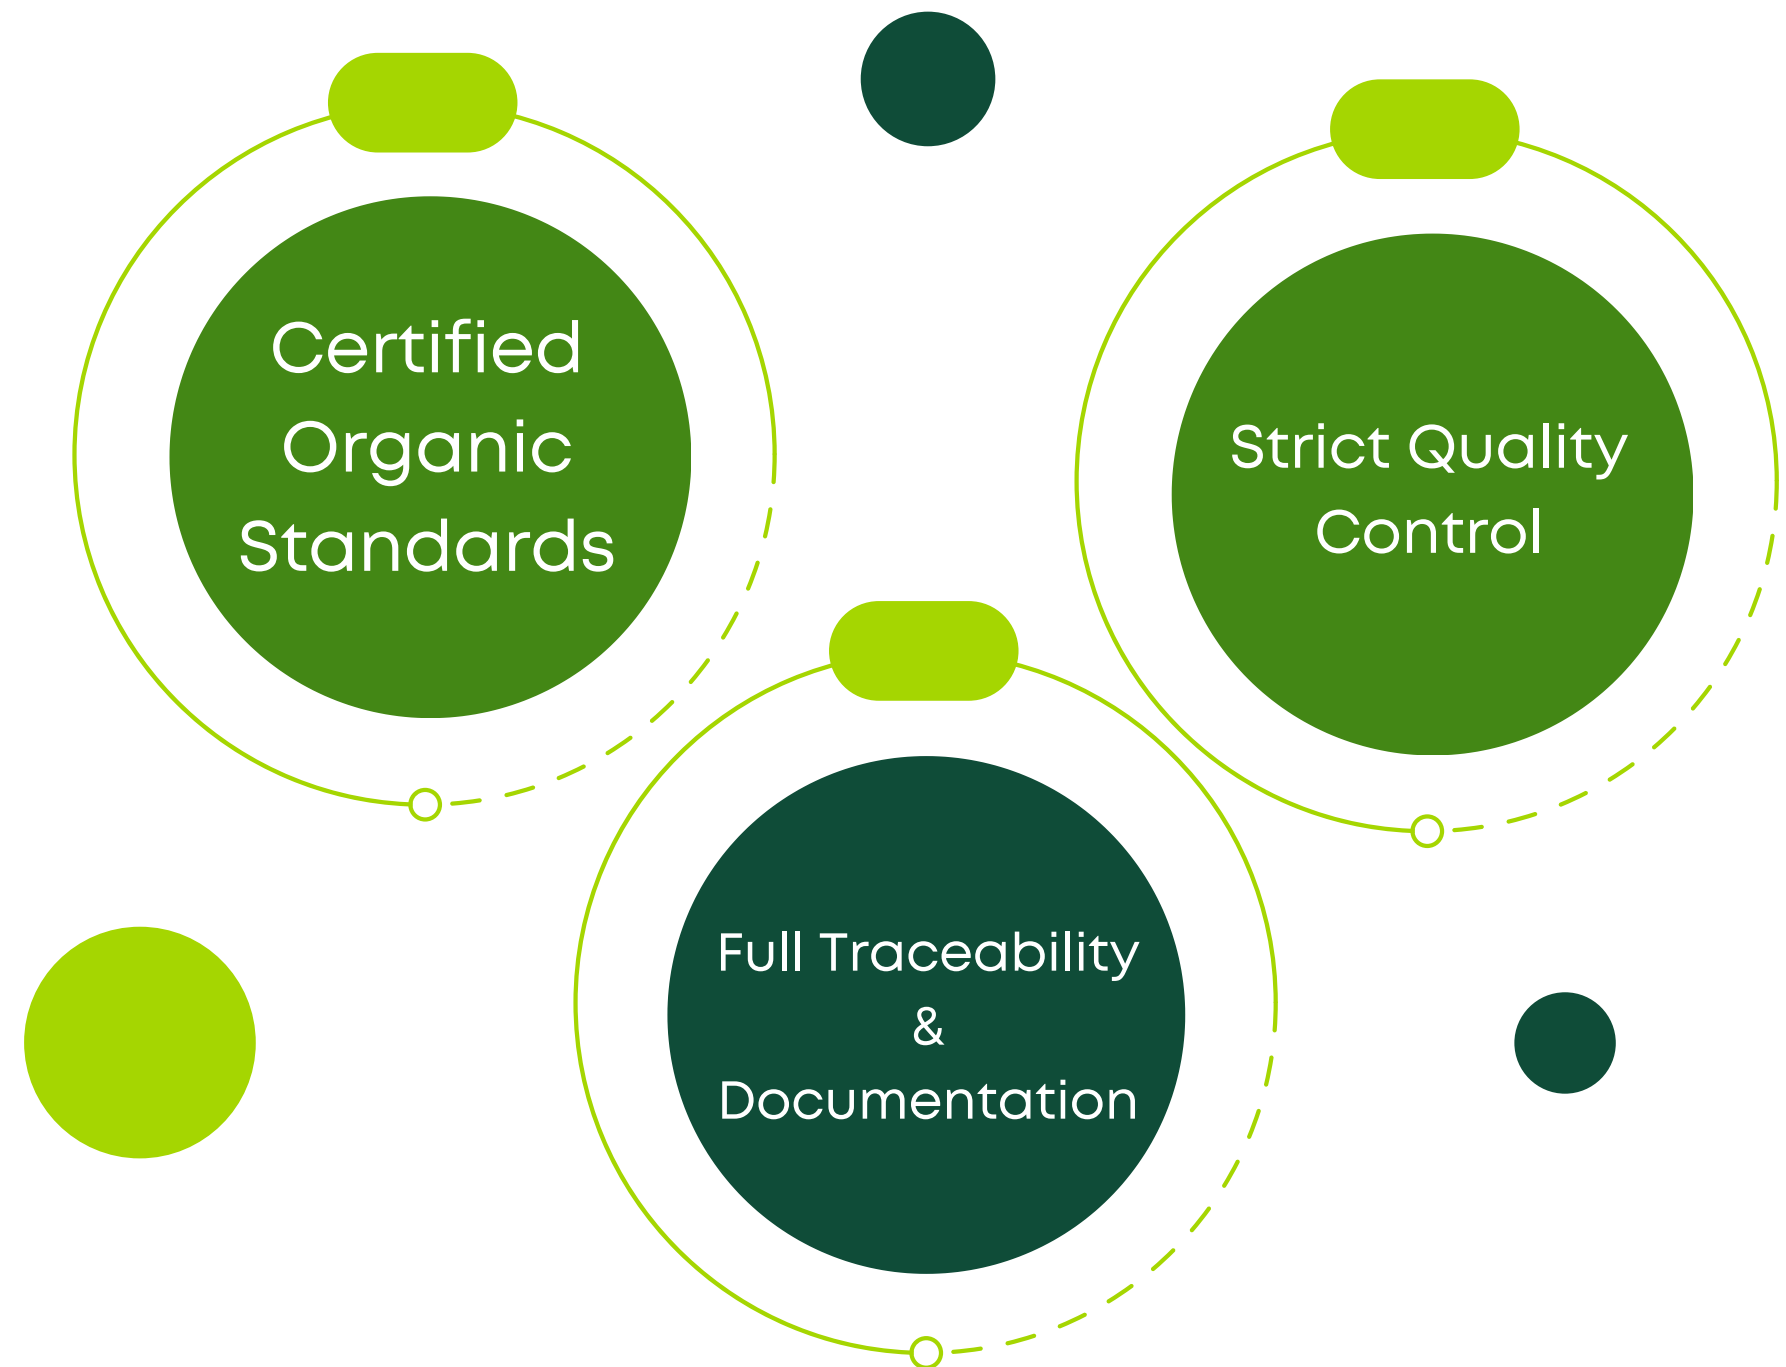 Certified
Organic
Standards
Strict Quality
Control
Full Traceability
&
Documentation